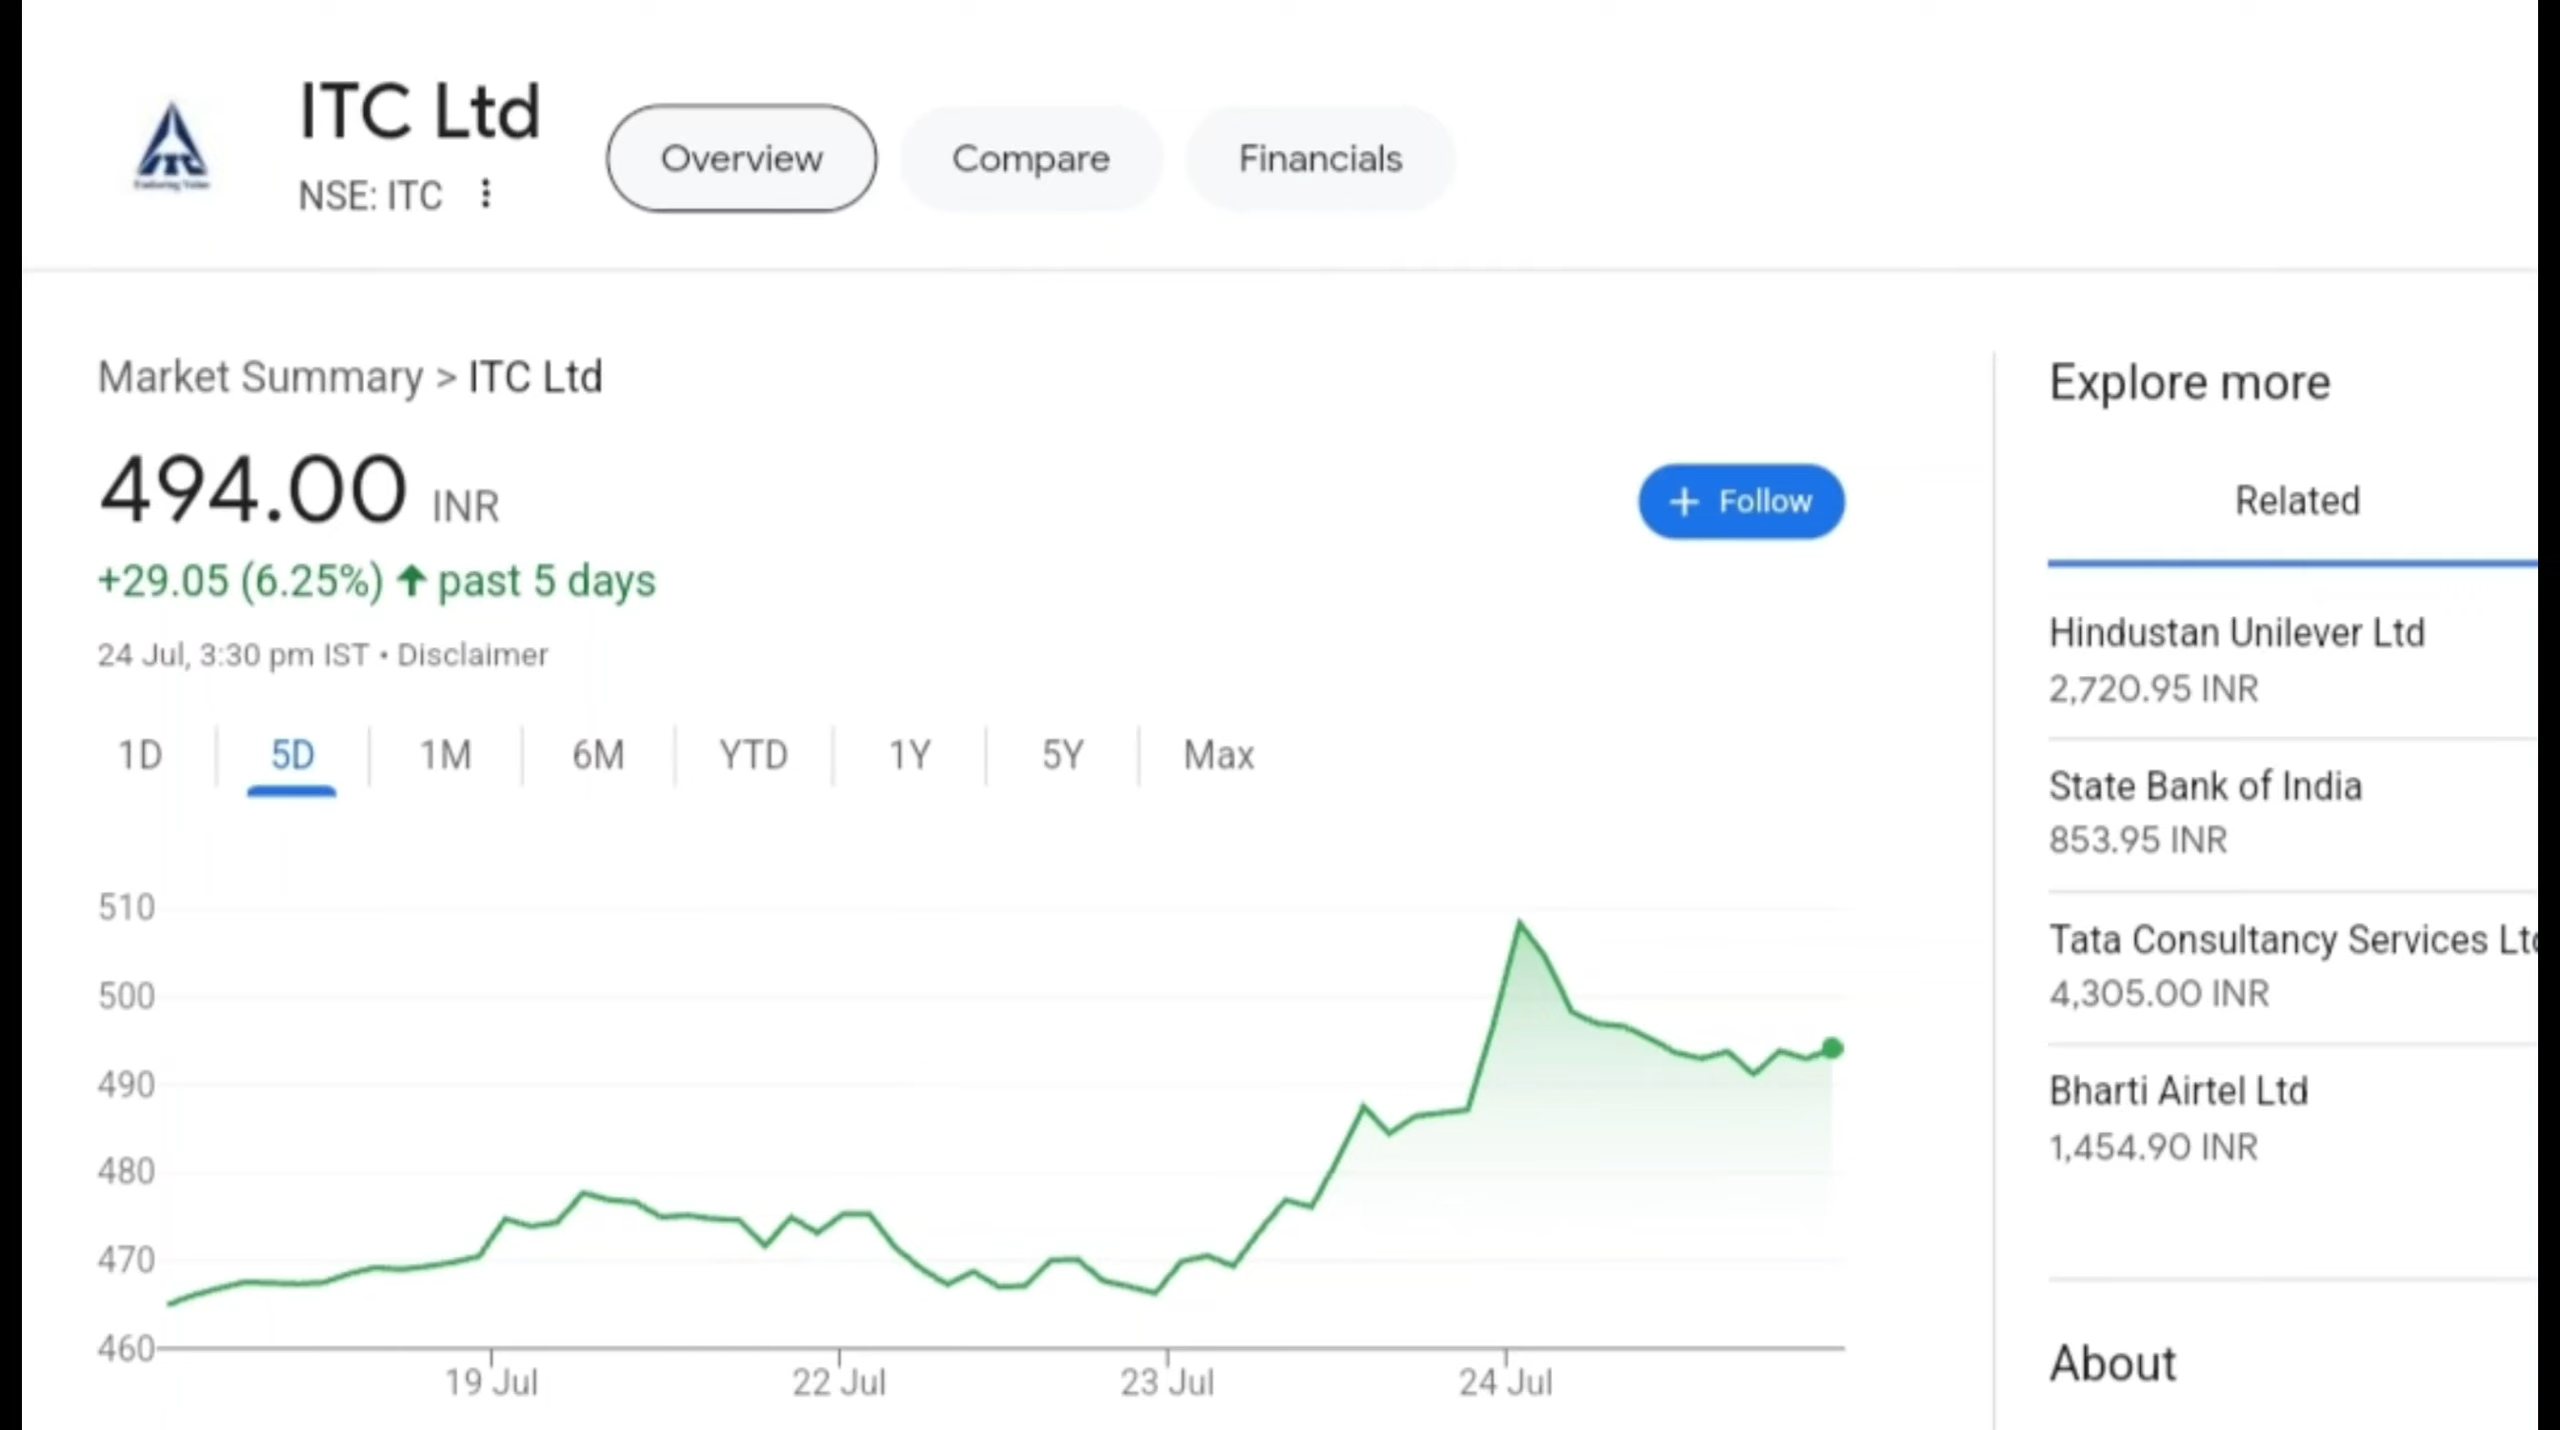 ITC Ltd
NSE: ITC
Overview
Compare
Financials
Market Summary > ITC Ltd
494.00 INR
+ Follow
+29.05 (6.25%) ↑ past 5 days
24 Jul, 3:30 pm IST • Disclaimer
1D 5D 1M 6M YTD 1Y 5Y Max
510
500
490
480
470
460
19 Jul 22 Jul 23 Jul 24 Jul
Explore more
Related
Hindustan Unilever Ltd
2,720.95 INR
State Bank of India
853.95 INR
Tata Consultancy Services Ltd
4,305.00 INR
Bharti Airtel Ltd
1,454.90 INR
About